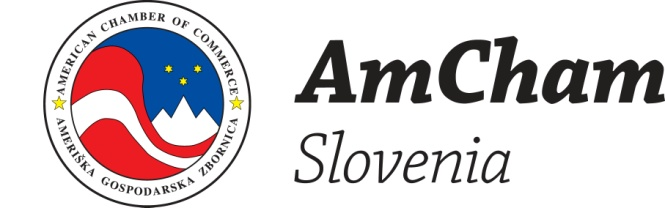 AMERICAN CHAMBER OF COMMERCE
AMERIŠKA GOSPODARSKA ZBORNICA
AmCham
Slovenia